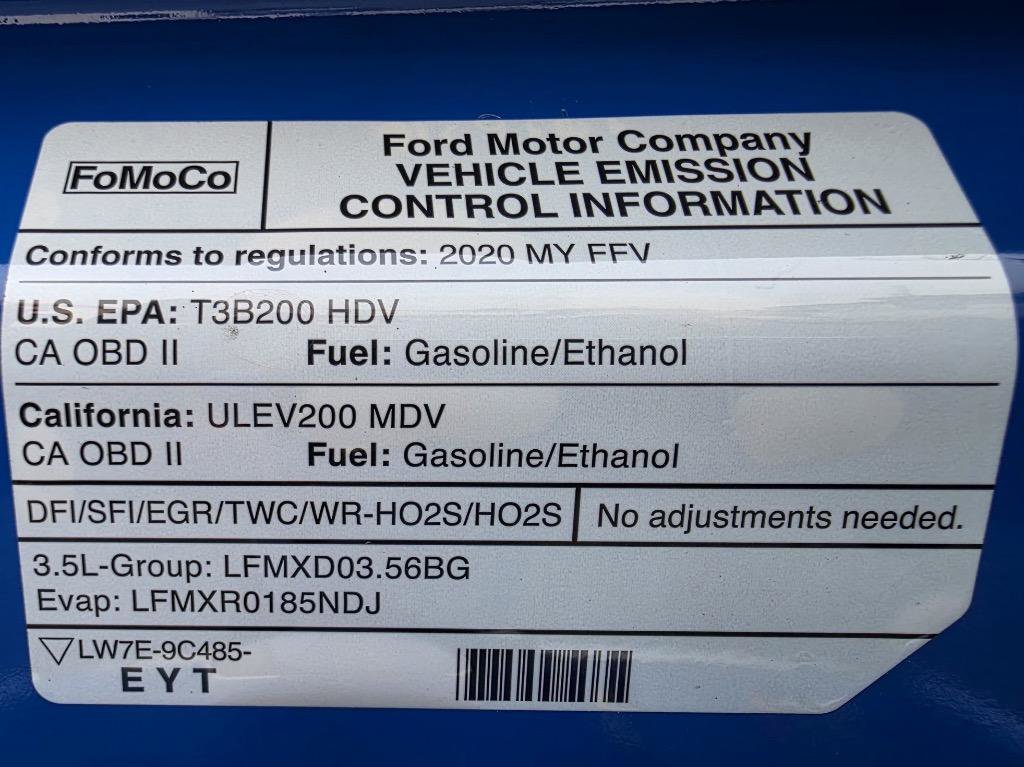 FoMoCo
Ford Motor Company
VEHICLE EMISSION
CONTROL INFORMATION
Conforms to regulations: 2020 MY FFV
U.S. EPA: T3B200 HDV
CA OBD II Fuel: Gasoline/Ethanol
California: ULEV200 MDV
CA OBD II Fuel: Gasoline/Ethanol
DFI/SFI/EGR/TWC/WR-HO2S/HO2S No adjustments needed.
3.5L-Group: LFMXD03.56BG
Evap: LFMXR0185NDJ
LW7E-9C485-
EYT